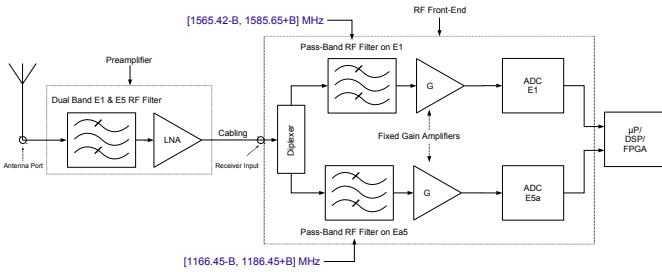 [1565.42-B, 1585.65+B] MHz
RF Front-End
Pass-Band RF Filter on E1
Preamplifier
Dual Band E1 & E5 RF Filter
G
ADC
E1
LNA
Cabling
Diplexer
Fixed Gain Amplifiers
µP/
DSP/
FPGA
Antenna Port
Receiver Input
G
ADC
E5a
Pass-Band RF Filter on Ea5
[1166.45-B, 1186.45+B] MHz